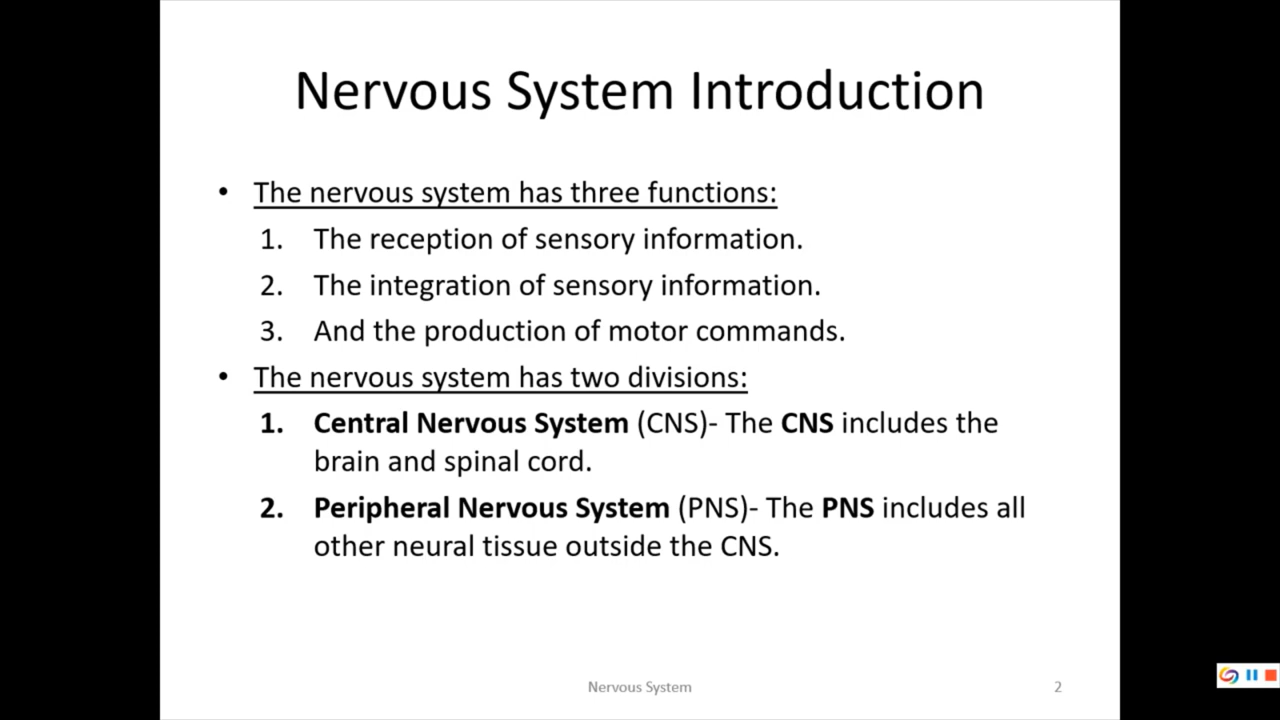 Nervous System Introduction
• The nervous system has three functions:
1. The reception of sensory information.
2. The integration of sensory information.
3. And the production of motor commands.
• The nervous system has two divisions:
1. Central Nervous System (CNS)- The CNS includes the
brain and spinal cord.
2. Peripheral Nervous System (PNS)- The PNS includes all
other neural tissue outside the CNS.
Nervous System
2